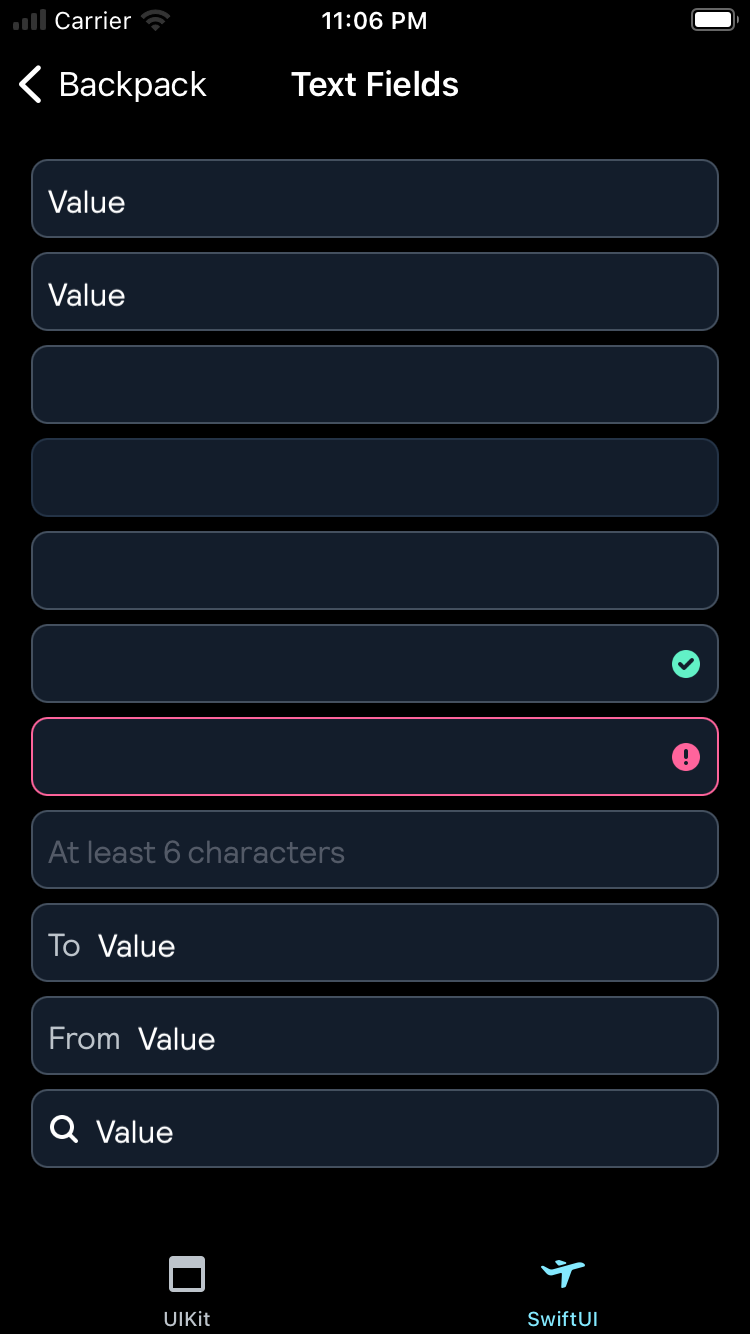 Carrier 11:06 PM
Backpack Text Fields
Value
Value
At least 6 characters
To Value
From Value
Value
UIKit SwiftUI